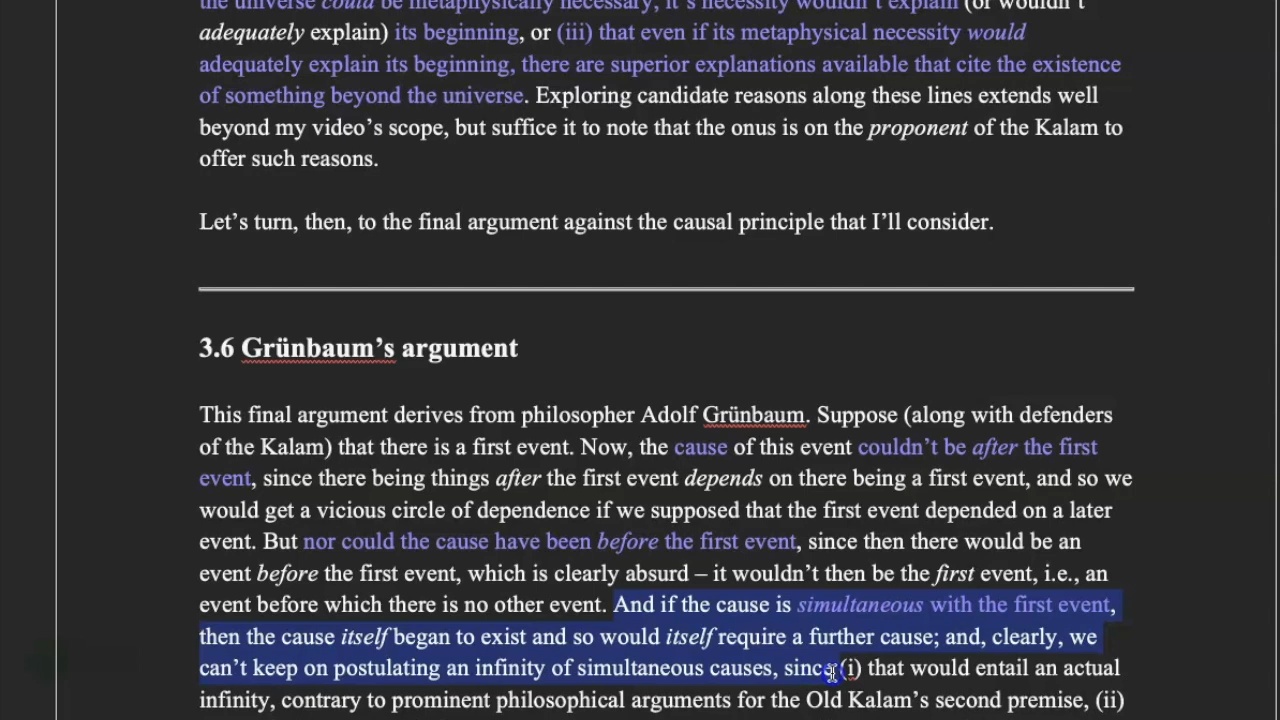 the universe could be metaphysically necessary, it's necessity wouldn't explain (or wouldn't
adequately explain) its beginning, or (iii) that even if its metaphysical necessity would
adequately explain its beginning, there are superior explanations available that cite the existence
of something beyond the universe. Exploring candidate reasons along these lines extends well
beyond my video's scope, but suffice it to note that the onus is on the proponent of the Kalam to
offer such reasons.
Let's turn, then, to the final argument against the causal principle that I'll consider.
3.6 Grünbaum's argument
This final argument derives from philosopher Adolf Grünbaum. Suppose (along with defenders
of the Kalam) that there is a first event. Now, the cause of this event couldn't be after the first
event, since there being things after the first event depends on there being a first event, and so we
would get a vicious circle of dependence if we supposed that the first event depended on a later
event. But nor could the cause have been before the first event, since then there would be an
event before the first event, which is clearly absurd – it wouldn't then be the first event, i.e., an
event before which there is no other event. And if the cause is simultaneous with the first event,
then the cause itself began to exist and so would itself require a further cause; and, clearly, we
can't keep on postulating an infinity of simultaneous causes, since (i) that would entail an actual
infinity, contrary to prominent philosophical arguments for the Old Kalam's second premise, (ii)